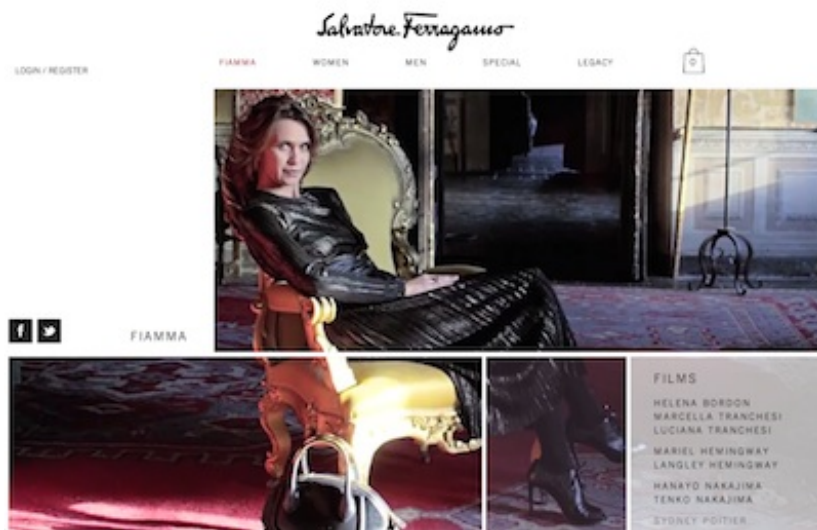 Salvatore Ferragamo
LOGIN / REGISTER
FIAMMA
WOMEN
MEN
SPECIAL
LEGACY
0
f
FIAMMA
FILMS
HELENA BORDON
MARCELLA TRANCHESI
LUCIANA TRANCHESI
MARIEL HEMINGWAY
LANGLEY HEMINGWAY
HANAYO NAKAJIMA
TENKO NAKAJIMA
SYDNEY POITIER